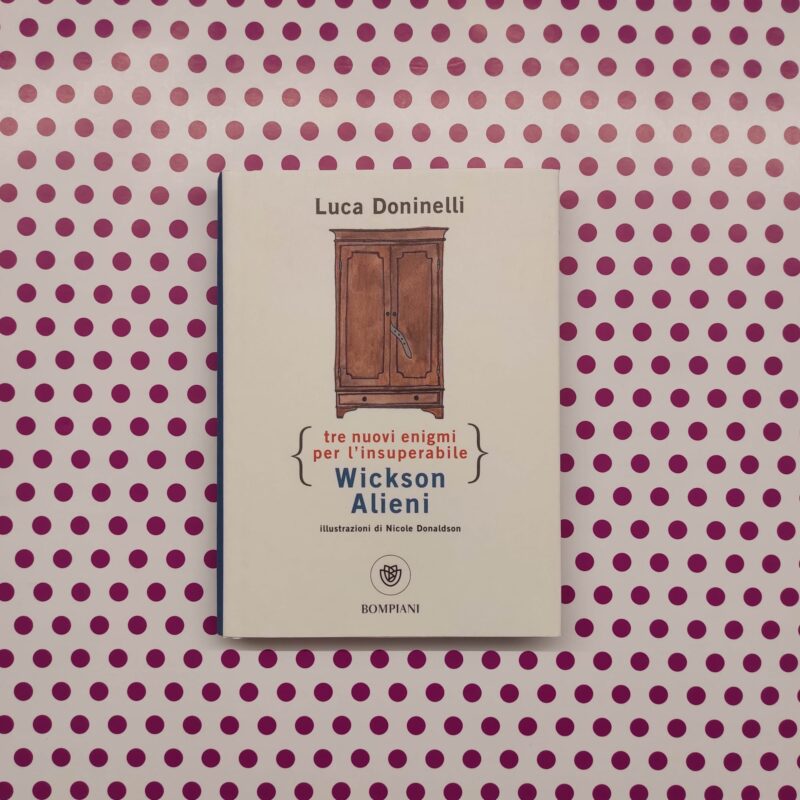 Luca Doninelli
tre nuovi enigmi
per l'insuperabile
Wickson
Alieni
illustrazioni di Nicole Donaldson
BOMPIANI